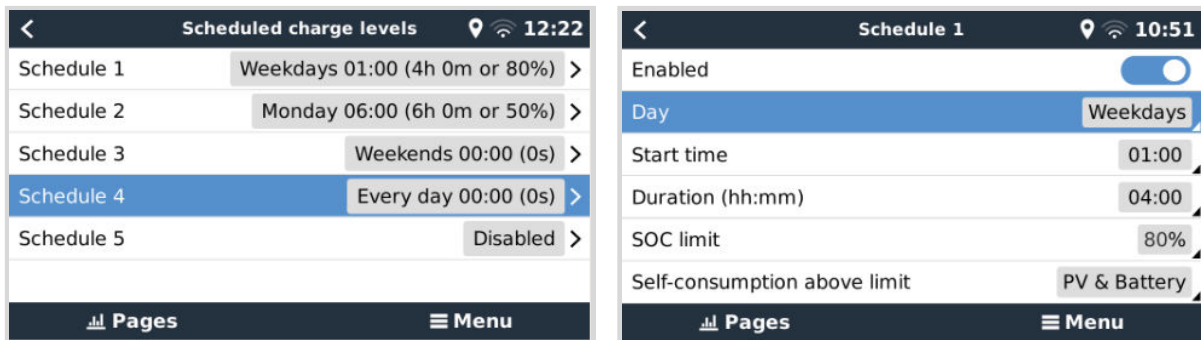 Scheduled charge levels 12:22
Schedule 1 Weekdays 01:00 (4h 0m or 80%)
Schedule 2 Monday 06:00 (6h 0m or 50%)
Schedule 3 Weekends 00:00 (0s)
Schedule 4 Every day 00:00 (0s)
Schedule 5 Disabled
Pages Menu
Schedule 1 10:51
Enabled
Day Weekdays
Start time 01:00
Duration (hh:mm) 04:00
SOC limit 80%
Self-consumption above limit PV & Battery
Pages Menu